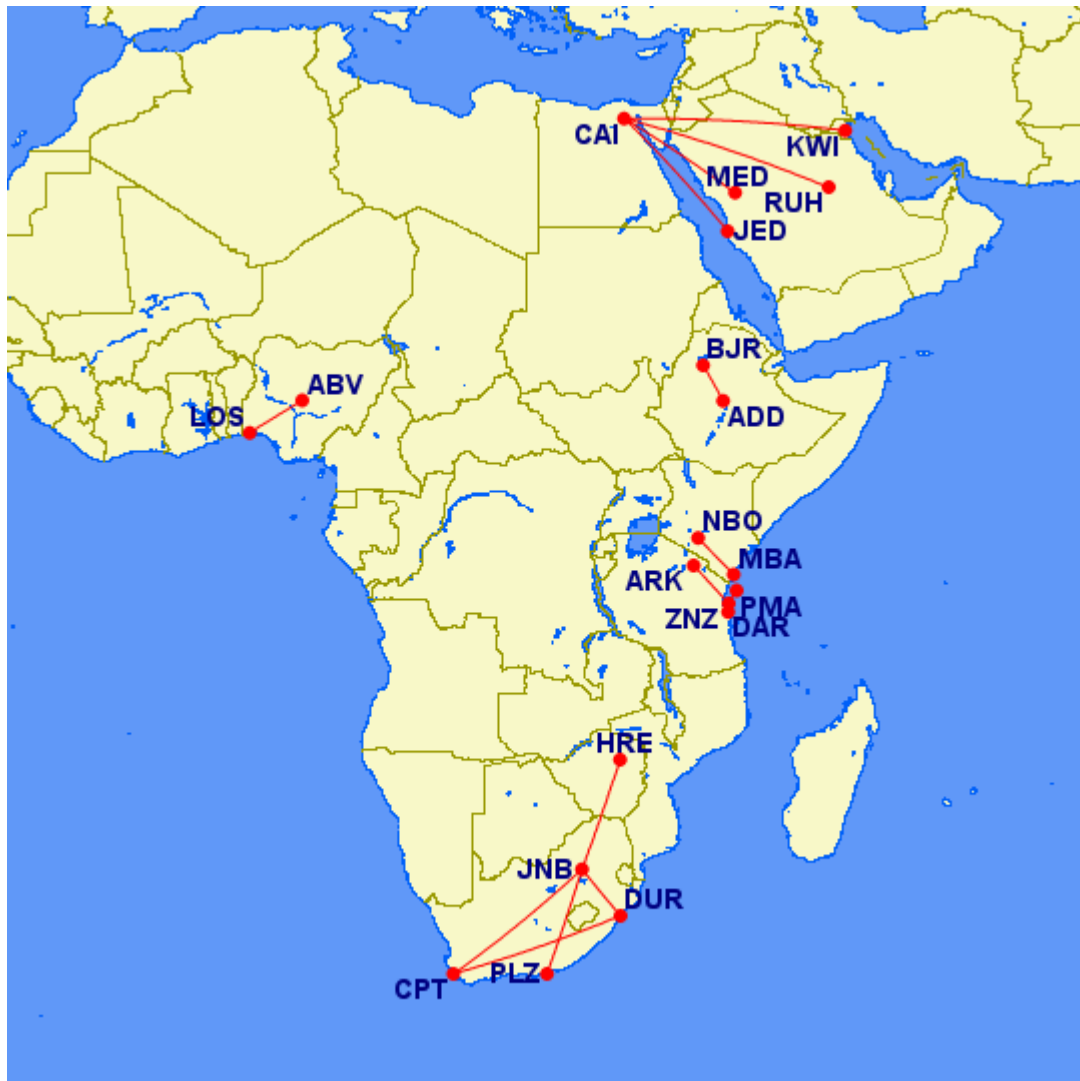 CAI
KWI
MED
RUH
JED
BJR
ABV
LOS
ADD
NBO
MBA
ARK
PMA
ZNZ
DAR
HRE
JNB
DUR
PLZ
CPT